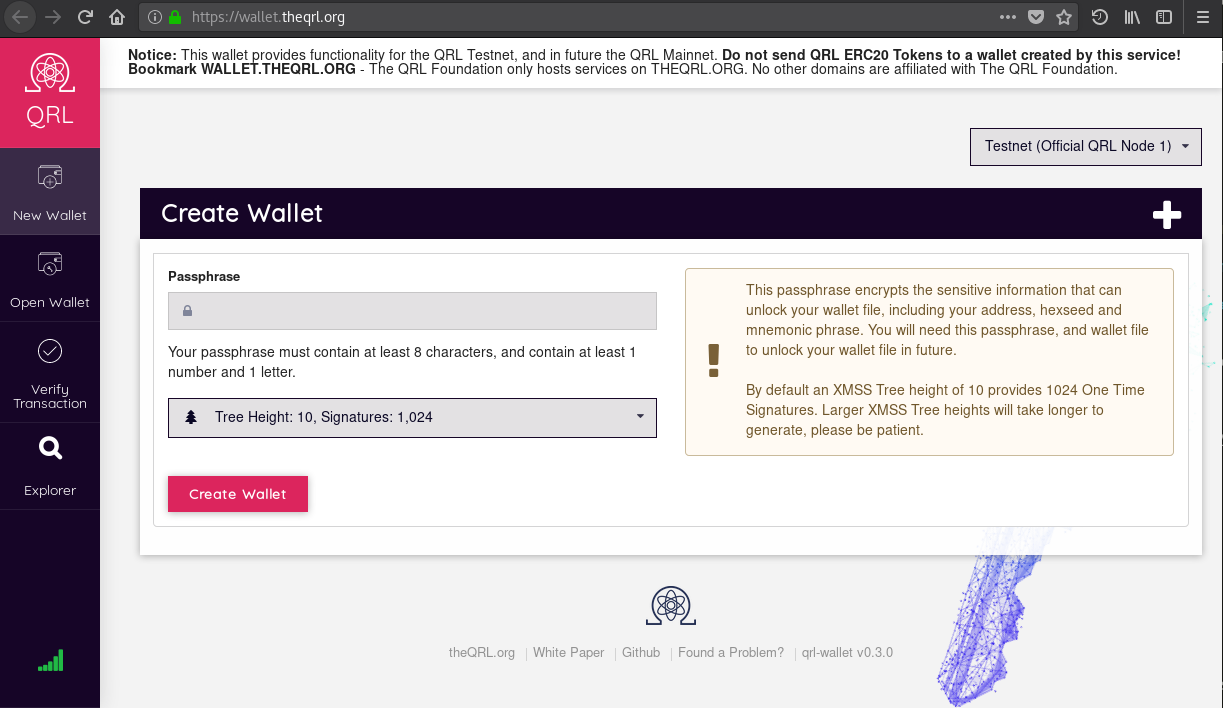 https://wallet.theqrl.org
Notice: This wallet provides functionality for the QRL Testnet, and in future the QRL Mainnet. Do not send QRL ERC20 Tokens to a wallet created by this service!
Bookmark WALLET.THEQRL.ORG - The QRL Foundation only hosts services on THEQRL.ORG. No other domains are affiliated with The QRL Foundation.
QRL
New Wallet
Open Wallet
Verify
Transaction
Explorer
Testnet (Official QRL Node 1)
Create Wallet
Passphrase
Your passphrase must contain at least 8 characters, and contain at least 1
number and 1 letter.
Tree Height: 10, Signatures: 1,024
Create Wallet
This passphrase encrypts the sensitive information that can
unlock your wallet file, including your address, hexseed and
mnemonic phrase. You will need this passphrase, and wallet file
to unlock your wallet file in future.
By default an XMSS Tree height of 10 provides 1024 One Time
Signatures. Larger XMSS Tree heights will take longer to
generate, please be patient.
theQRL.org | White Paper | Github | Found a Problem? | qrl-wallet v0.3.0